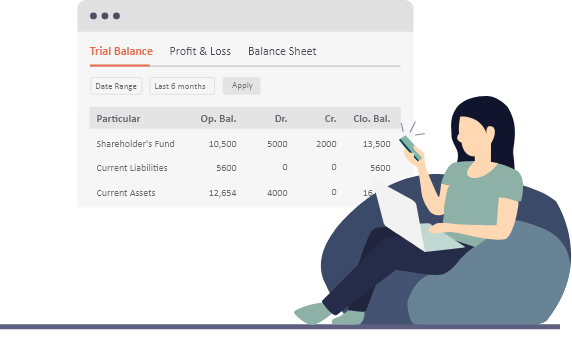 Trial Balance Profit & Loss Balance Sheet
Date Range Last 6 months Apply
Particular Op. Bal. Dr. Cr. Clo. Bal.
Shareholder's Fund 10,500 5000 2000 13,500
Current Liabilities 5600 0 0 5600
Current Assets 12,654 4000 0